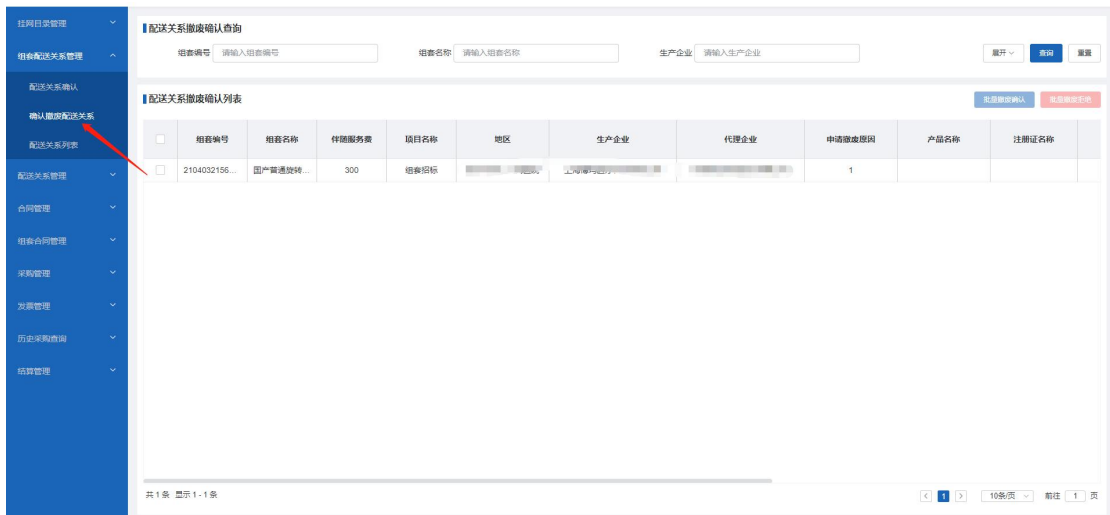 挂网目录管理
组套配送关系管理
配送关系确认
确认撤废配送关系
配送关系列表
配送关系管理
合同管理
组套合同管理
采购管理
发票管理
历史采购查询
结算管理
配送关系撤废确认查询
组套编号 请输入组套编号 组套名称 请输入组套名称 生产企业 请输入生产企业 展开 查询 重置
配送关系撤废确认列表 批量撤废确认 批量撤废拒绝
组套编号 组套名称 伴随服务费 项目名称 地区 生产企业 代理企业 申请撤废原因 产品名称 注册证名称
2104032156... 国产普通旋转... 300 组套招标 1
共 1 条 显示 1 - 1 条 1 10条/页 前往 1 页